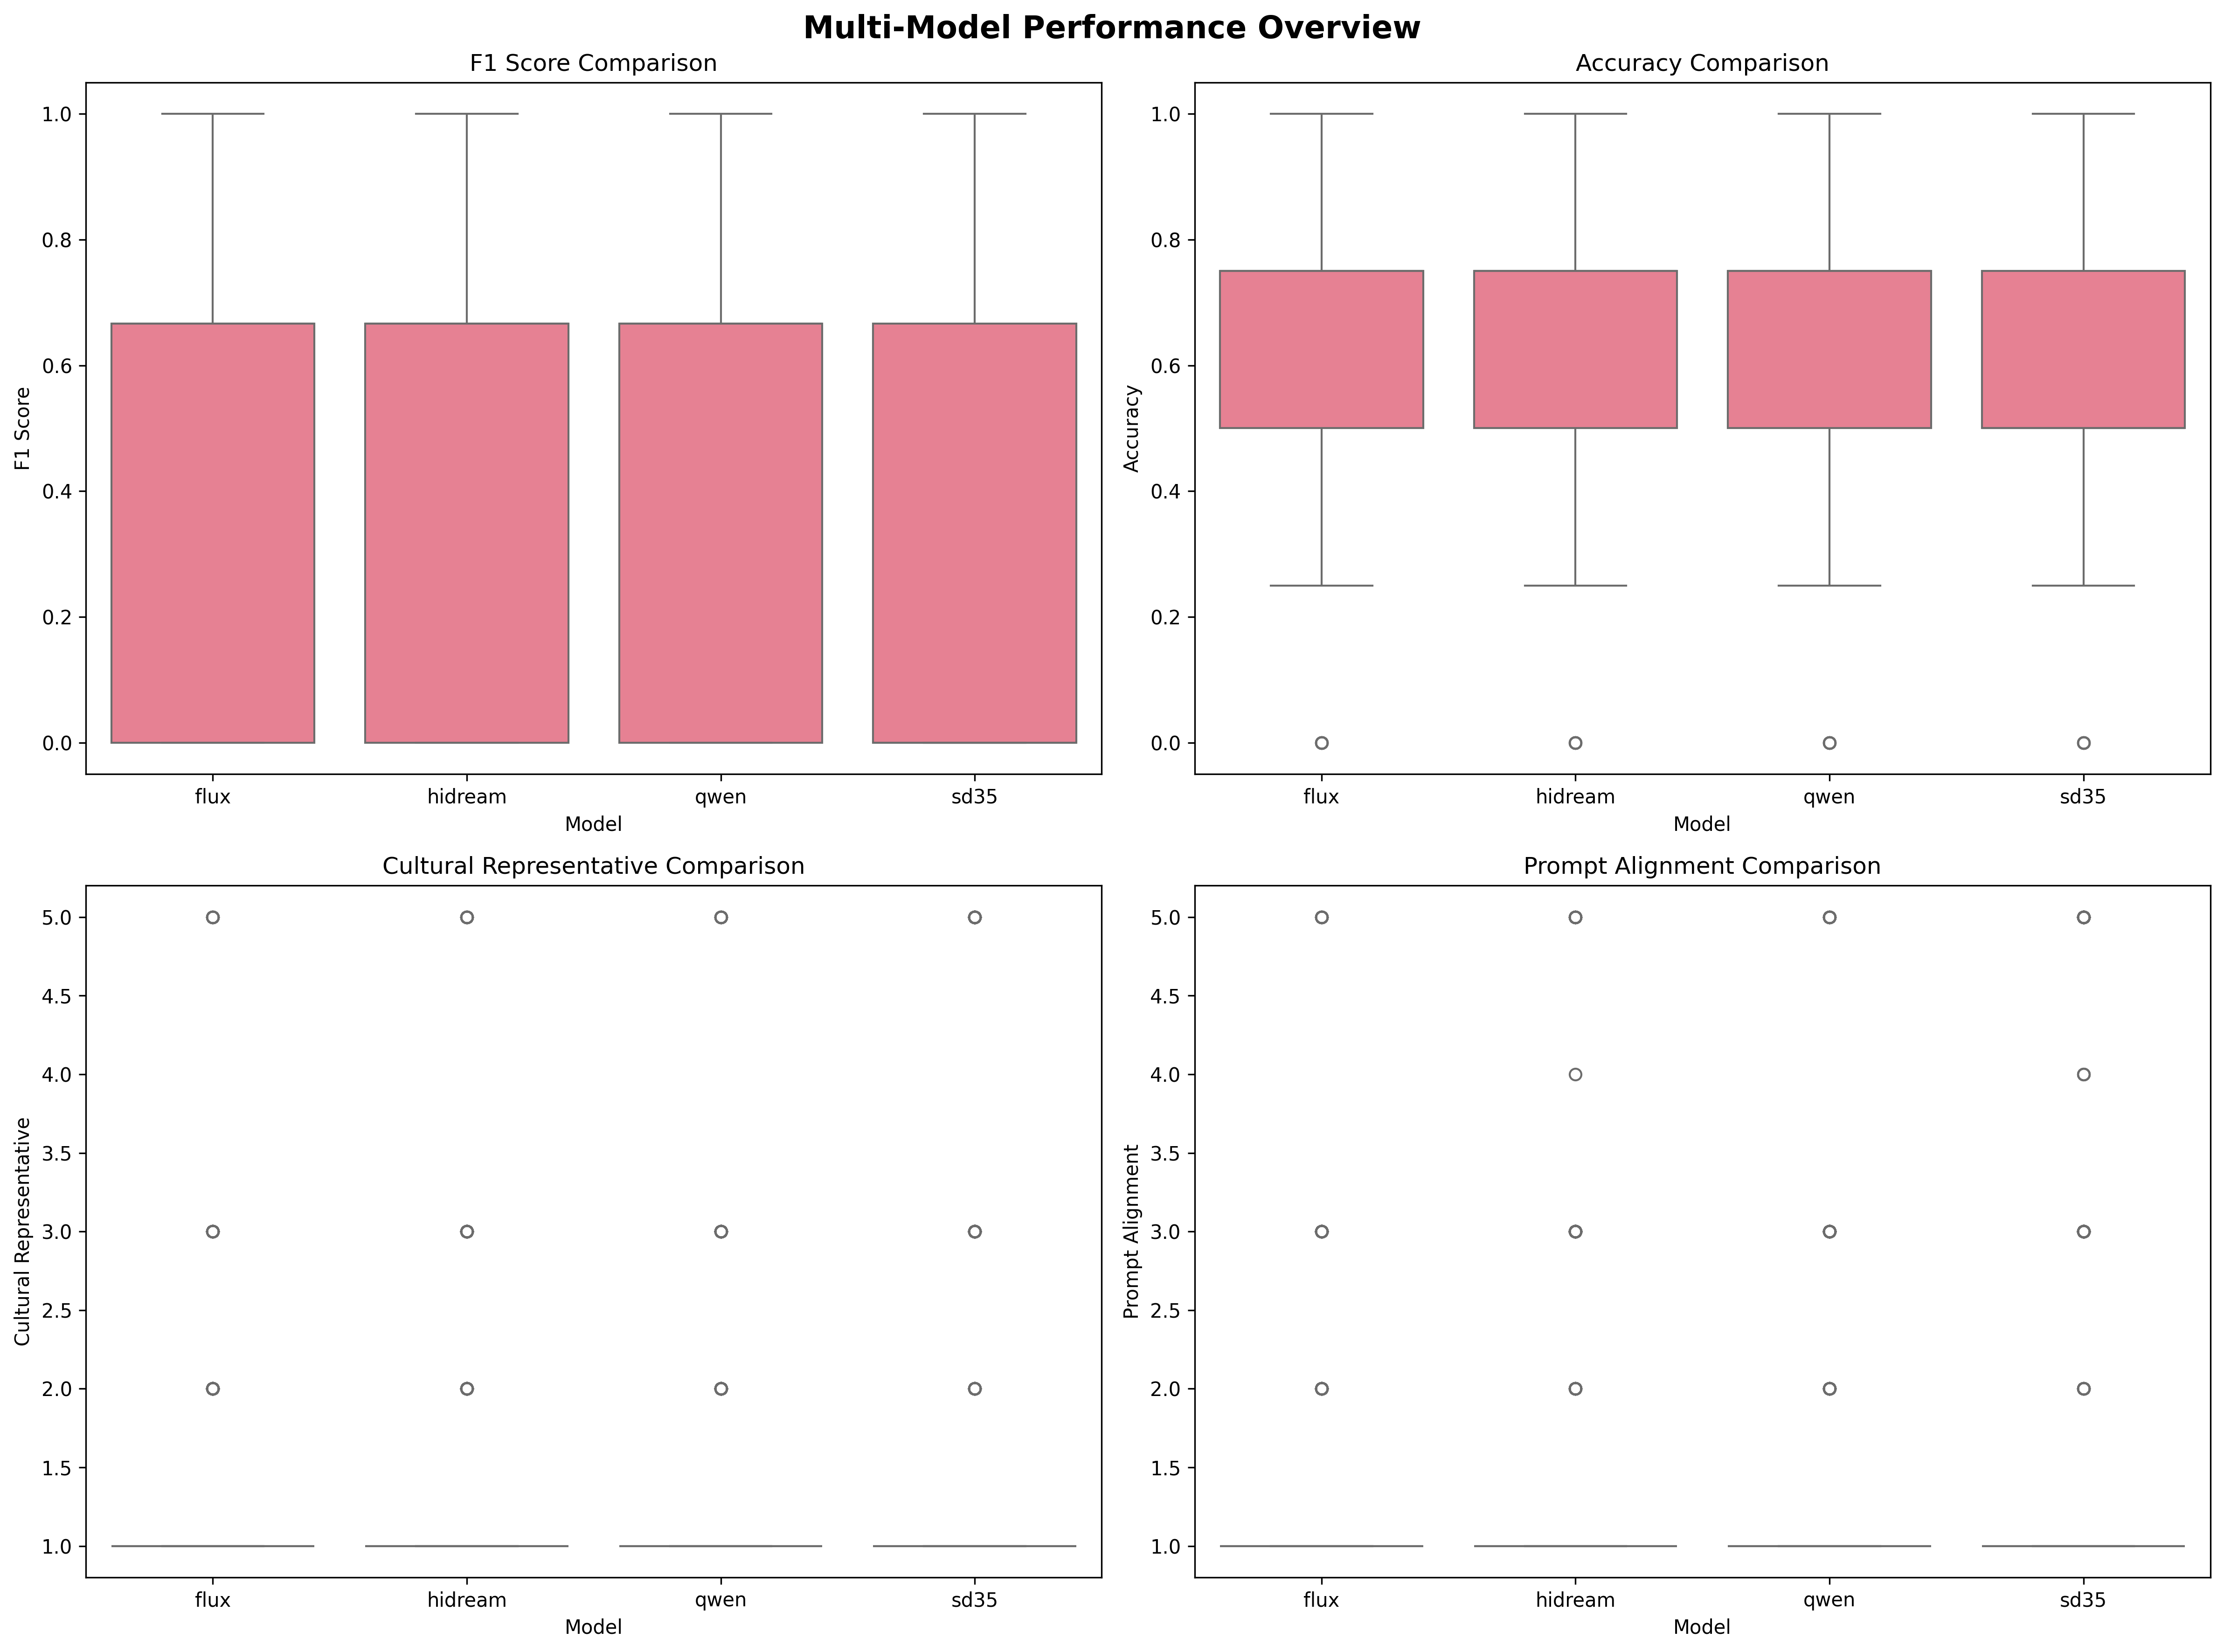 Multi-Model Performance Overview
F1 Score Comparison
F1 Score
1.0
0.8
0.6
0.4
0.2
0.0
flux hidream qwen sd35
Model
Accuracy Comparison
Accuracy
1.0
0.8
0.6
0.4
0.2
0.0
flux hidream qwen sd35
Model
Cultural Representative Comparison
Cultural Representative
5.0
4.5
4.0
3.5
3.0
2.5
2.0
1.5
1.0
flux hidream qwen sd35
Model
Prompt Alignment Comparison
Prompt Alignment
5.0
4.5
4.0
3.5
3.0
2.5
2.0
1.5
1.0
flux hidream qwen sd35
Model